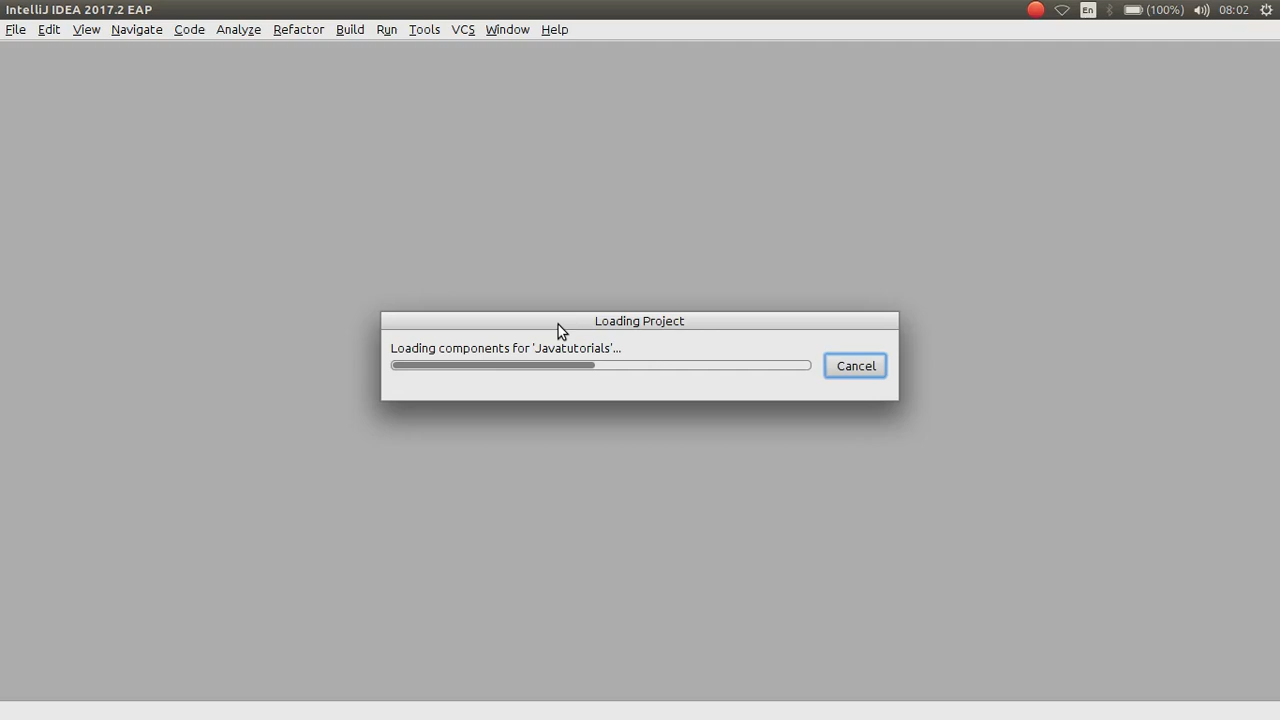 IntelliJ IDEA 2017.2 EAP En (100%) 08:02
File Edit View Navigate Code Analyze Refactor Build Run Tools VCS Window Help
Loading Project
Loading components for 'Javatutorials'...
Cancel